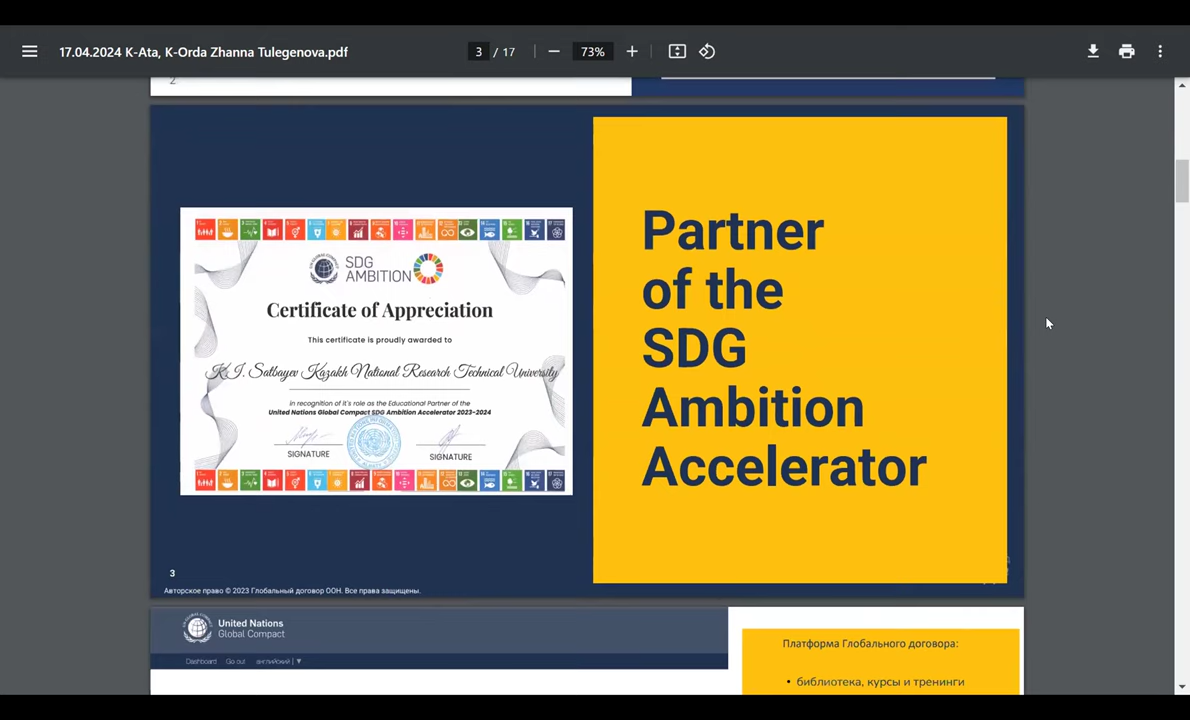 17.04.2024 K-Ata, K-Orda Zhanna Tulegenova.pdf
3 / 17
73%
2
SDG
AMBITION
Certificate of Appreciation
This certificate is proudly awarded to
K.I. Satbayev Kazakh National Research Technical University
in recognition of it's role as the Educational Partner of the
United Nations Global Compact SDG Ambition Accelerator 2023-2024
SIGNATURE
SIGNATURE
Partner
of the
SDG
Ambition
Accelerator
3
Авторское право © 2023 Глобальный договор ООН. Все права защищены.
United Nations
Global Compact
Dashboard Go out английский | ▼
Платформа Глобального договора:
• библиотека, курсы и тренинги